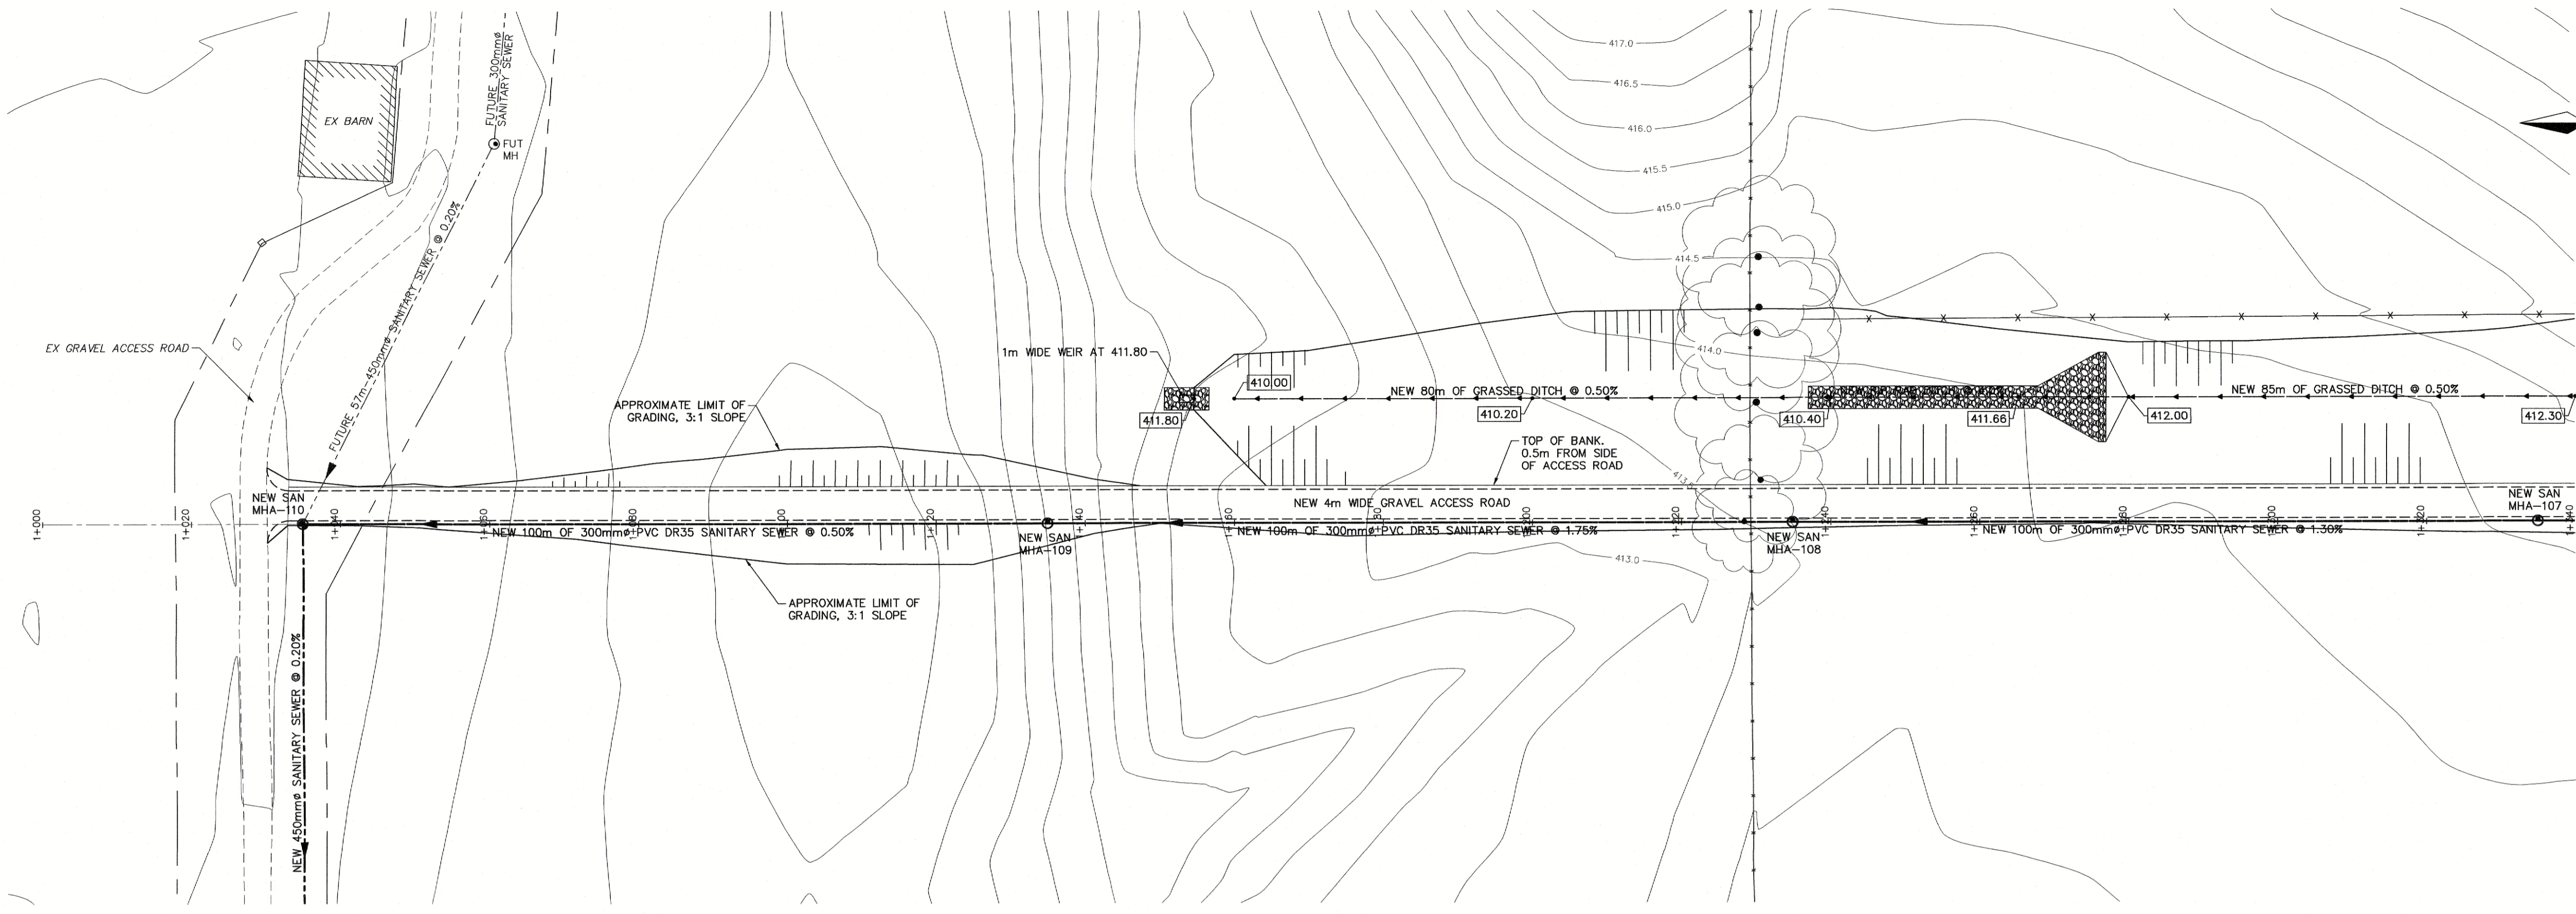 417.0
416.5
416.0
415.5
415.0
414.5
414.0
413.0
EX BARN
FUTURE 300mmø
SANITARY SEWER
FUT
MH
FUTURE 57m-450mmø SANITARY SEWER @ 0.20%
EX GRAVEL ACCESS ROAD
1m WIDE WEIR AT 411.80
410.00
411.80
NEW 80m OF GRASSED DITCH @ 0.50%
410.20
410.40
411.66
412.00
NEW 85m OF GRASSED DITCH @ 0.50%
412.30
APPROXIMATE LIMIT OF
GRADING, 3:1 SLOPE
TOP OF BANK.
0.5m FROM SIDE
OF ACCESS ROAD
NEW SAN
MHA-110
NEW 4m WIDE GRAVEL ACCESS ROAD
NEW SAN
MHA-107
1+000
1+020
1+040
1+060
1+080
1+100
1+120
1+140
1+160
1+180
1+200
1+220
1+240
1+260
1+280
1+300
1+320
1+340
NEW 100m OF 300mmø PVC DR35 SANITARY SEWER @ 0.50%
NEW SAN
MHA-109
NEW 100m OF 300mmø PVC DR35 SANITARY SEWER @ 1.75%
NEW SAN
MHA-108
NEW 100m OF 300mmø PVC DR35 SANITARY SEWER @ 1.30%
APPROXIMATE LIMIT OF
GRADING, 3:1 SLOPE
NEW 450mmø SANITARY SEWER @ 0.20%